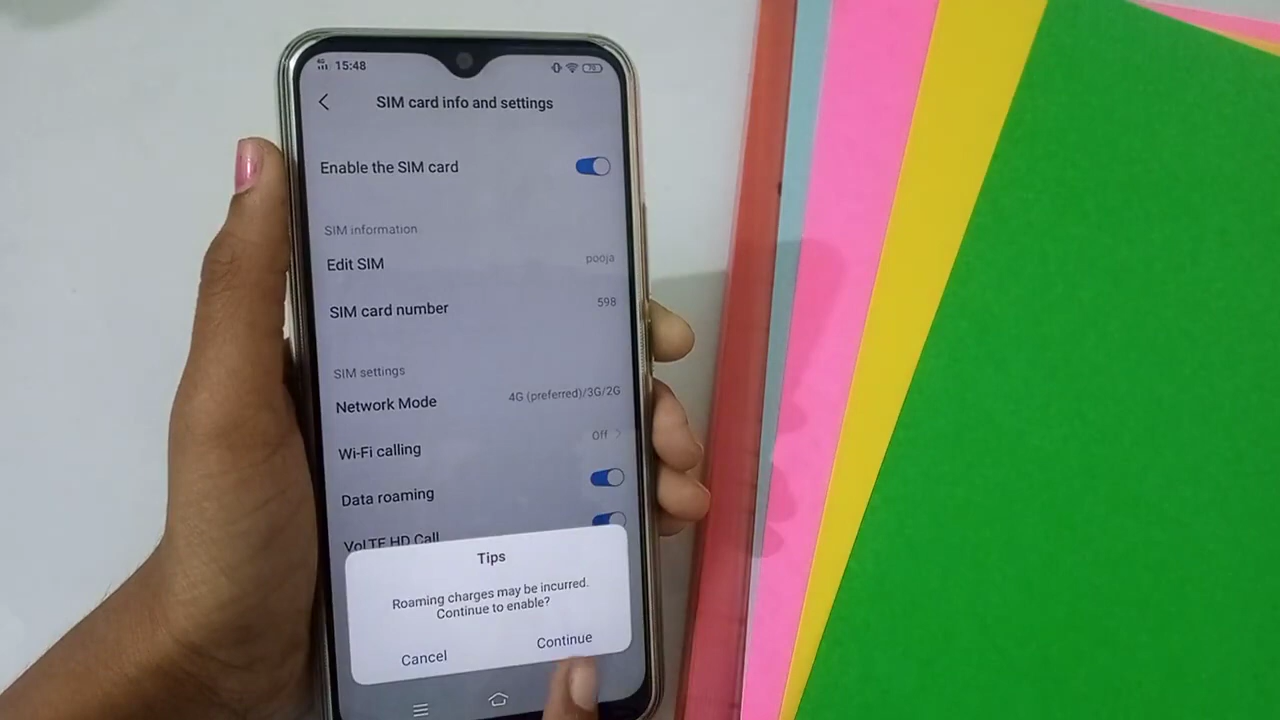 4G 15:48 70
SIM card info and settings
Enable the SIM card
SIM information
Edit SIM pooja
SIM card number 598
SIM settings
Network Mode 4G (preferred)/3G/2G
Wi-Fi calling Off
Data roaming
VoLTE HD Call
Tips
Roaming charges may be incurred.
Continue to enable?
Cancel Continue